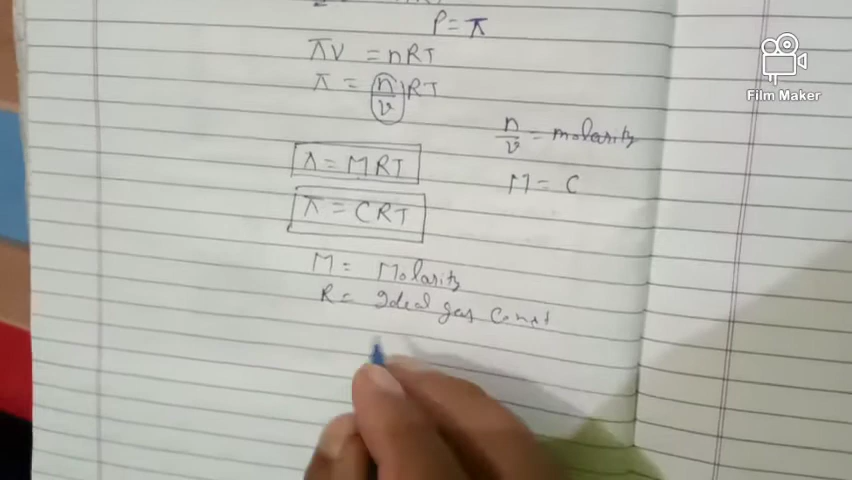 P = π
πV = nRT
π = (n/v) RT
n/v = molarity
π = MRT
M = C
π = CRT
M = Molarity
R = Ideal gas Const
Film Maker